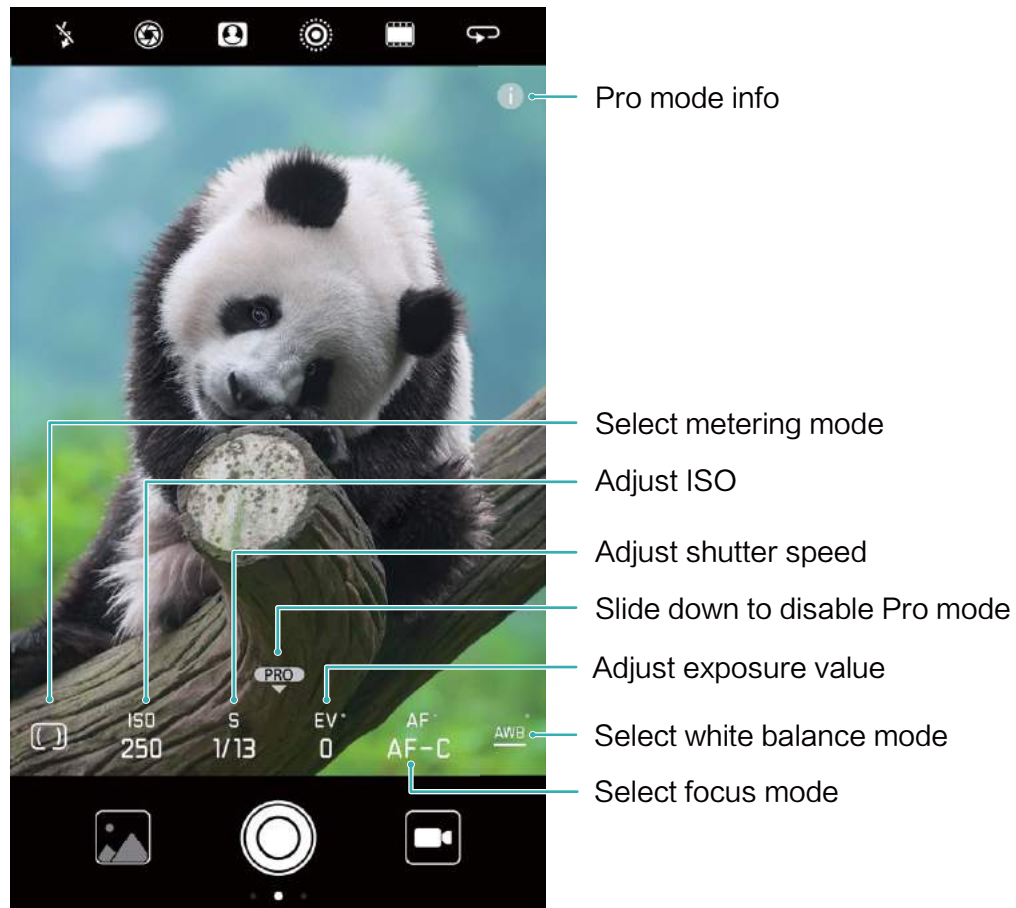 Pro mode info
Select metering mode
Adjust ISO
Adjust shutter speed
Slide down to disable Pro mode
PRO
Adjust exposure value
ISO S EV AF
250 1/13 0 AF-C AWB
Select white balance mode
Select focus mode